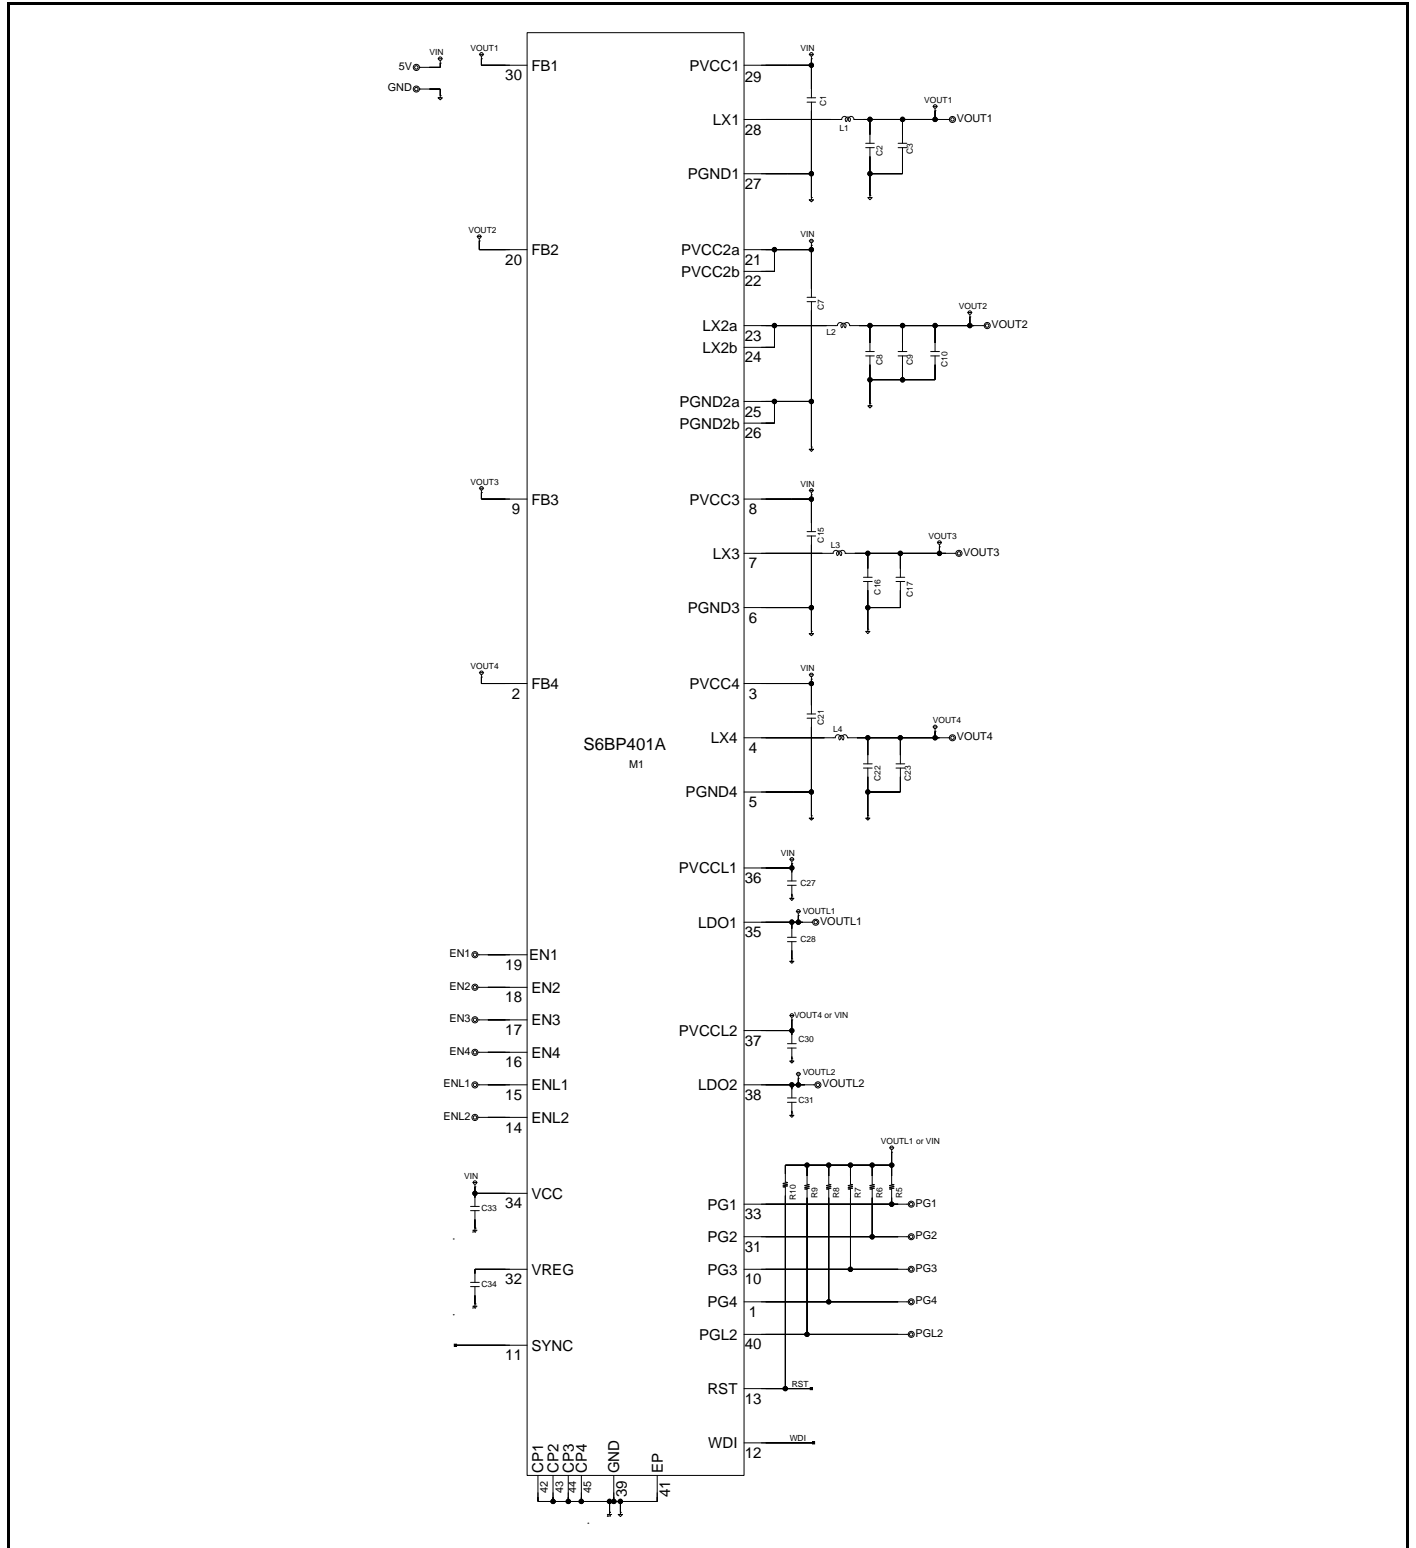 5V
VIN
GND
VOUT1
30
FB1
VOUT2
20
FB2
VOUT3
9
FB3
VOUT4
2
FB4
S6BP401A
M1
EN1
19
EN1
EN2
18
EN2
EN3
17
EN3
EN4
16
EN4
ENL1
15
ENL1
ENL2
14
ENL2
VIN
C33
34
VCC
C34
32
VREG
11
SYNC
CP1
42
CP2
43
CP3
44
CP4
45
GND
39
EP
41
PVCC1
29
VIN
C1
LX1
28
L1
C2
C3
VOUT1
VOUT1
PGND1
27
PVCC2a
21
PVCC2b
22
VIN
C7
LX2a
23
LX2b
24
L2
C8
C9
C10
VOUT2
VOUT2
PGND2a
25
PGND2b
26
PVCC3
8
VIN
C15
LX3
7
L3
C16
C17
VOUT3
VOUT3
PGND3
6
PVCC4
3
VIN
C21
LX4
4
L4
C22
C23
VOUT4
VOUT4
PGND4
5
PVCCL1
36
VIN
C27
LDO1
35
VOUTL1
VOUTL1
C28
PVCCL2
37
VOUT4 or VIN
C30
LDO2
38
VOUTL2
VOUTL2
C31
VOUTL1 or VIN
R10
R9
R8
R7
R6
R5
PG1
33
PG1
PG2
31
PG2
PG3
10
PG3
PG4
1
PG4
PGL2
40
PGL2
RST
13
RST
WDI
12
WDI